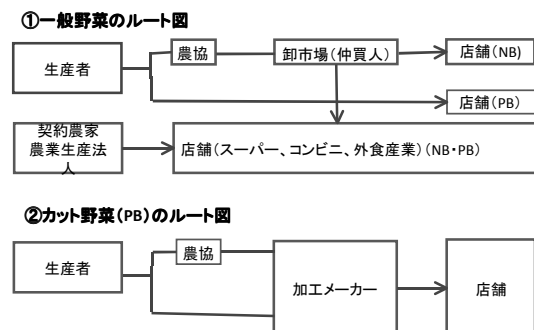 ①一般野菜のルート図
農協
卸市場(仲買人)
店舗(NB)
生産者
店舗(PB)
契約農家
農業生産法
人
店舗(スーパー、コンビニ、外食産業)(NB・PB)
②カット野菜(PB)のルート図
農協
生産者
加工メーカー
店舗